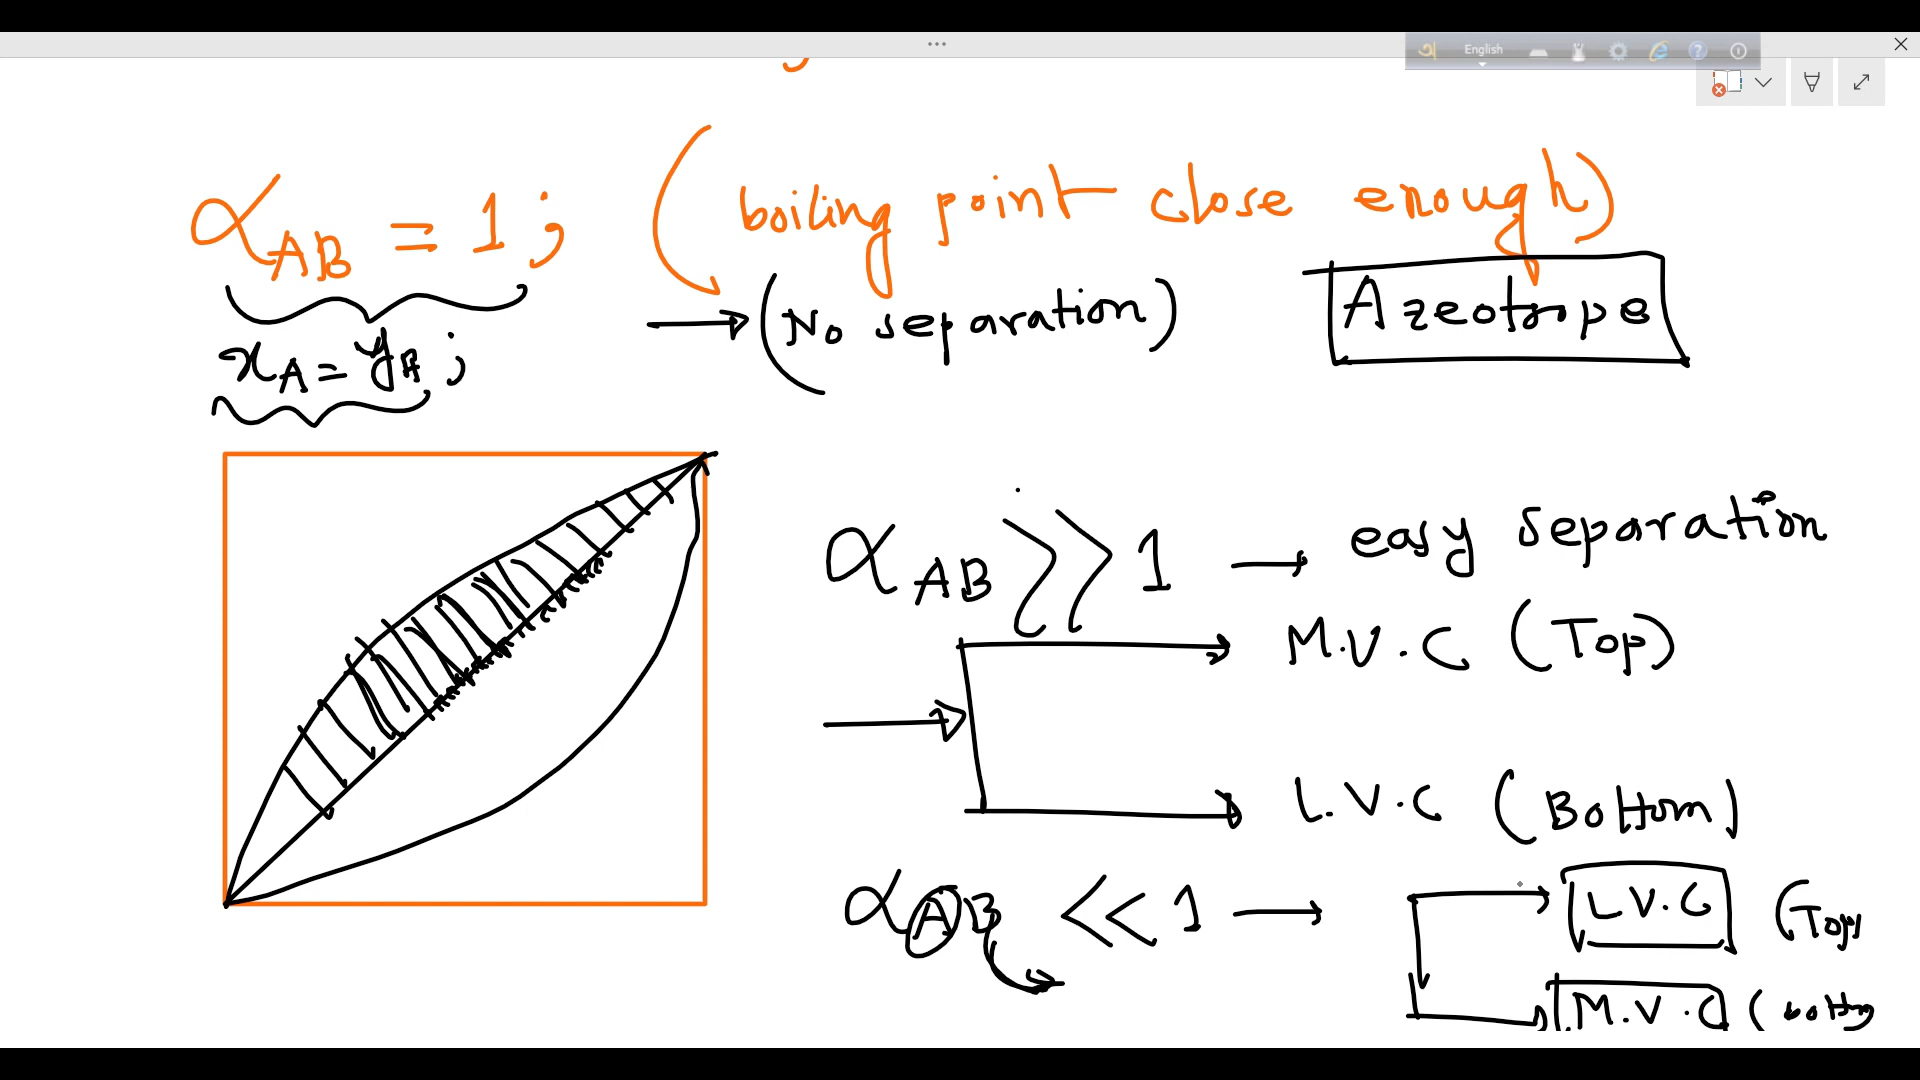 English
α_AB = 1 ; (boiling point close enough)
x_A = y_A ;
→ (No separation)
Azeotrope
α_AB >> 1 → easy separation
M.V.C (Top)
L.V.C (Bottom)
α_AB << 1 →
L.V.C (Top)
M.V.C (bottm